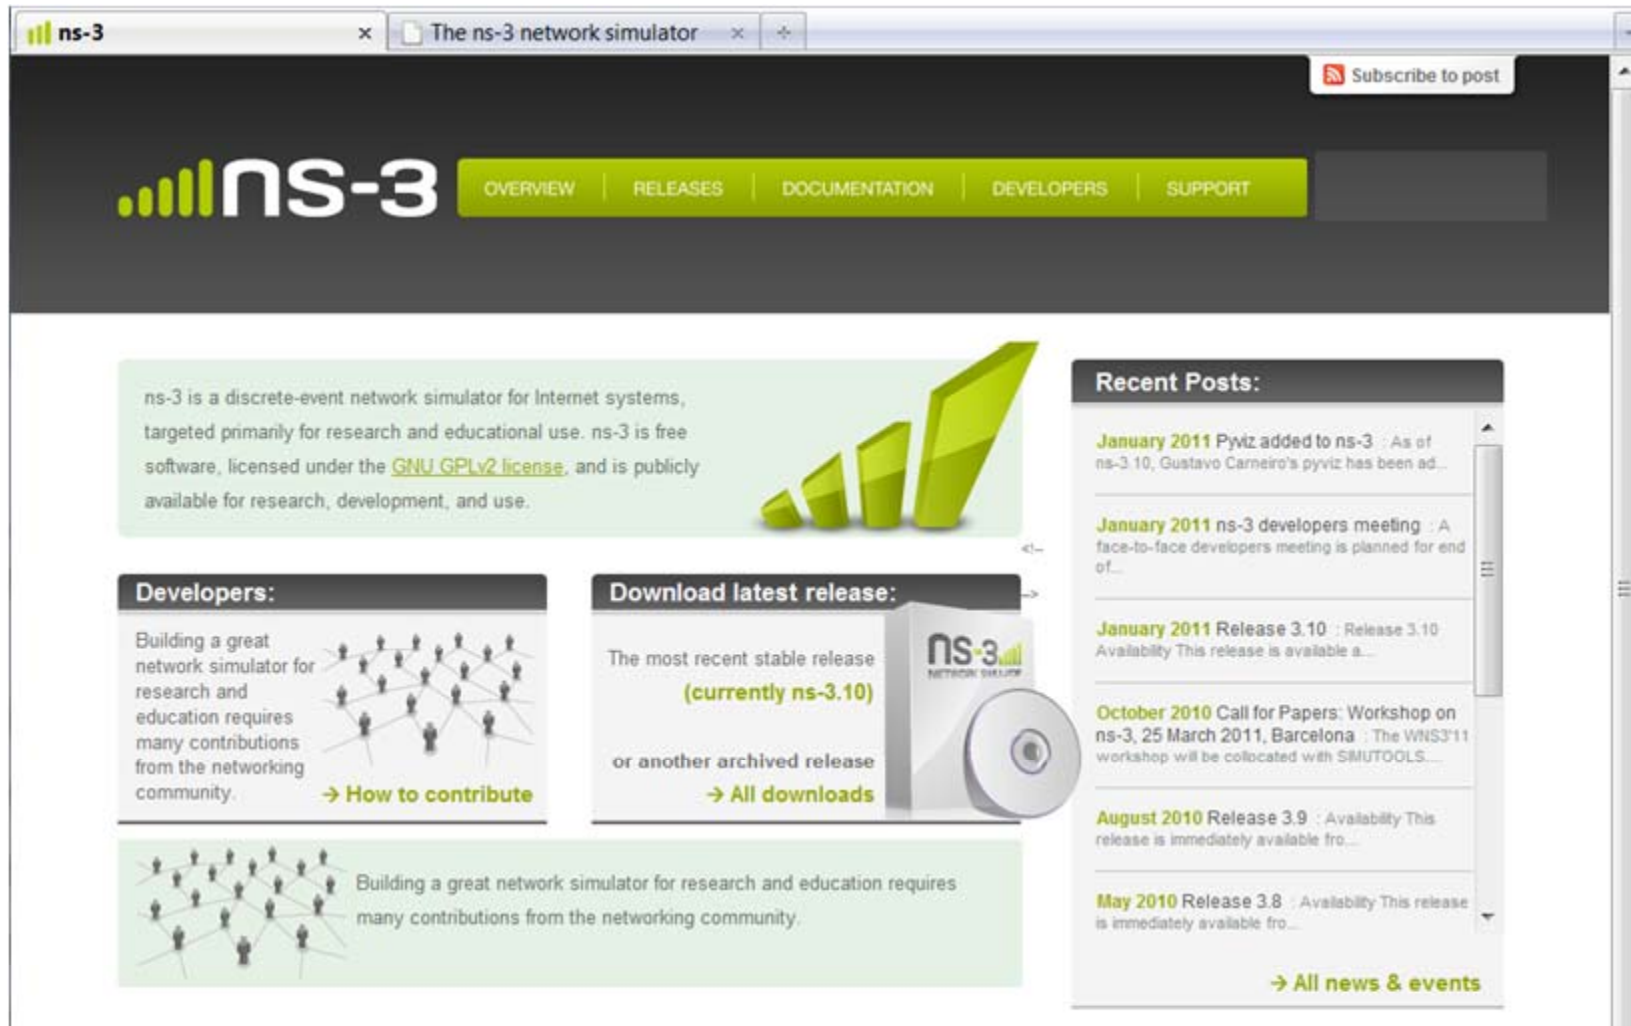 ns-3
The ns-3 network simulator
Subscribe to post
ns-3
OVERVIEW
RELEASES
DOCUMENTATION
DEVELOPERS
SUPPORT
ns-3 is a discrete-event network simulator for Internet systems,
targeted primarily for research and educational use. ns-3 is free
software, licensed under the GNU GPLv2 license, and is publicly
available for research, development, and use.
<!--
Developers:
Building a great
network simulator for
research and
education requires
many contributions
from the networking
community.
→ How to contribute
Download latest release:
-->
The most recent stable release
(currently ns-3.10)
or another archived release
→ All downloads
NS-3
Building a great network simulator for research and education requires
many contributions from the networking community.
Recent Posts:
January 2011 Pyviz added to ns-3 : As of
ns-3.10, Gustavo Carneiro's pyviz has been ad...
January 2011 ns-3 developers meeting : A
face-to-face developers meeting is planned for end
of...
January 2011 Release 3.10 : Release 3.10
Availability This release is available a...
October 2010 Call for Papers: Workshop on
ns-3, 25 March 2011, Barcelona : The WNS3'11
workshop will be collocated with SIMUTOOLS....
August 2010 Release 3.9 : Availability This
release is immediately available fro...
May 2010 Release 3.8 : Availability This release
is immediately available fro...
→ All news & events